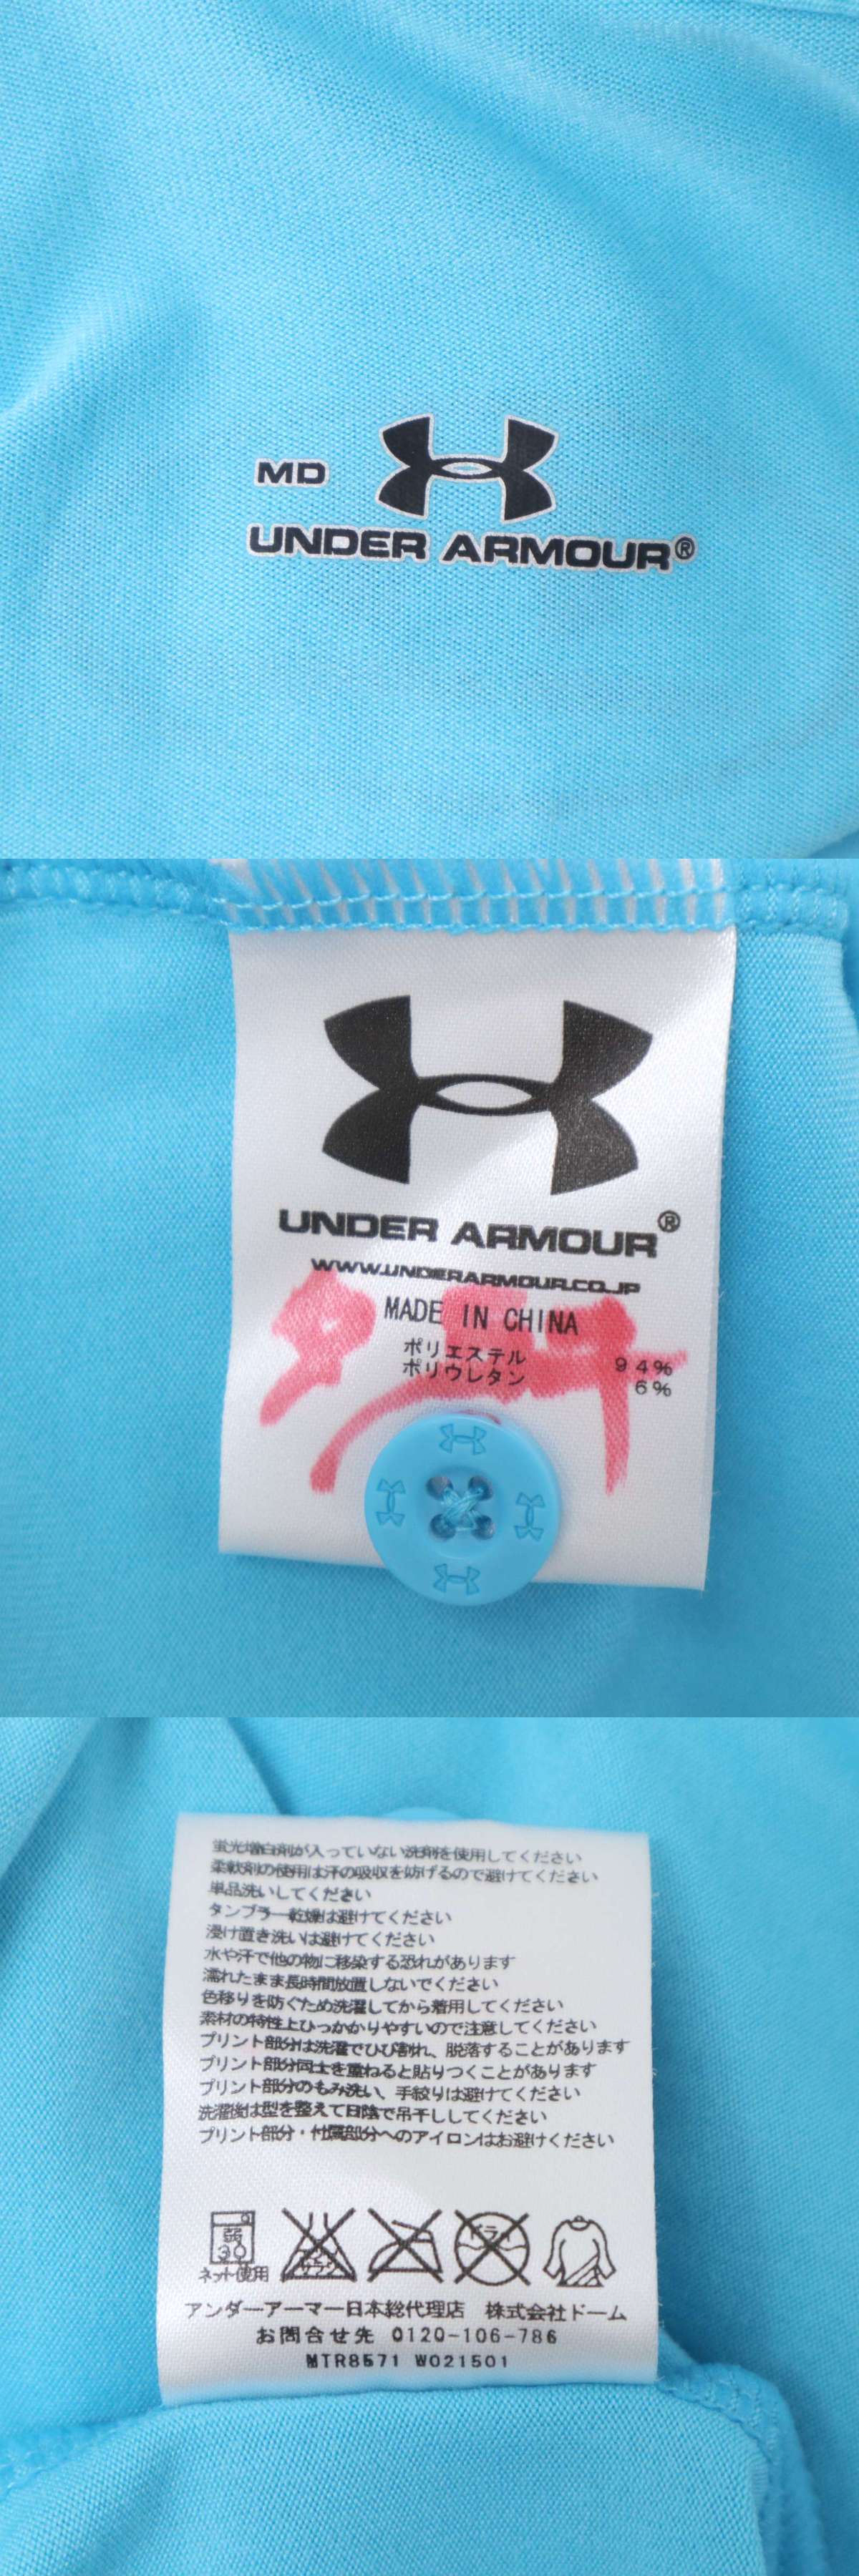 MD
UNDER ARMOUR®
UNDER ARMOUR®
WWW.UNDERARMOUR.CO.JP
MADE IN CHINA
ポリエステル 94%
ポリウレタン 6%
蛍光増白剤が入っていない洗剤を使用してください
柔軟剤の使用は汗の吸収を妨げるので避けてください
単品洗いしてください
タンブラー乾燥は避けてください
浸け置き洗いは避けてください
水や汗で他の物に移染する恐れがあります
濡れたまま長時間放置しないでください
色移りを防ぐため洗濯してから着用してください
素材の特性上ひっかかりやすいので注意してください
プリント部分は洗濯でひび割れ、脱落することがあります
プリント部分同士を重ねると貼りつくことがあります
プリント部分のもみ洗い、手絞りは避けてください
洗濯後は型を整えて日陰で吊干ししてください
プリント部分・付属部分へのアイロンはお避けください
弱
30
ネット使用
エンソ
サラシ
ドライ
アンダーアーマー日本総代理店 株式会社ドーム
お問合せ先 0120-106-786
MTR8571 W021501